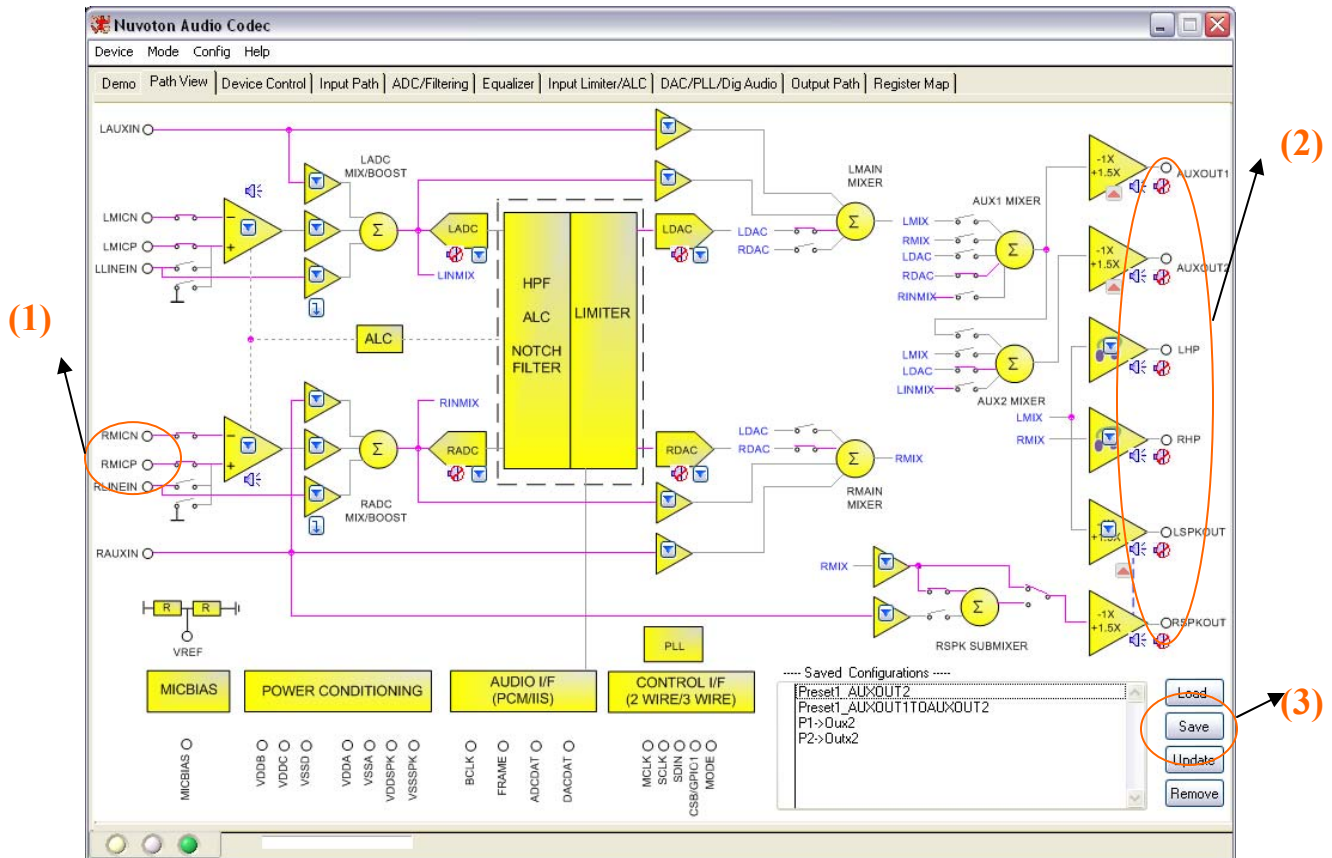 Nuvoton Audio Codec
Device Mode Config Help
Demo Path View Device Control Input Path ADC/Filtering Equalizer Input Limiter/ALC DAC/PLL/Dig Audio Output Path Register Map
LAUXIN
LADC
MIX/BOOST
LMICN
LMICP
LLINEIN
−
+
Σ
LADC
LINMIX
HPF
ALC
NOTCH
FILTER
LIMITER
LDAC
LDAC
RDAC
LMAIN
MIXER
Σ
LMIX
RMIX
LDAC
RDAC
RINMIX
AUX1 MIXER
Σ
-1X
+1.5X
AUXOUT1
(2)
-1X
+1.5X
AUXOUT2
(1)
ALC
LMIX
LDAC
LINMIX
Σ
AUX2 MIXER
LHP
LMIX
RMIX
RHP
RMICN
RMICP
RLINEIN
−
+
Σ
RADC
MIX/BOOST
RINMIX
RADC
RDAC
LDAC
RDAC
Σ
RMIX
RMAIN
MIXER
LSPKOUT
RAUXIN
RMIX
Σ
RSPK SUBMIXER
-1X
+1.5X
RSPKOUT
R R
VREF
PLL
MICBIAS
POWER CONDITIONING
AUDIO I/F
(PCM/IIS)
CONTROL I/F
(2 WIRE/3 WIRE)
MICBIAS
VDDB
VDDC
VSSD
VDDA
VSSA
VDDSPK
VSSSPK
BCLK
FRAME
ADCDAT
DACDAT
MCLK
SCLK
SDIN
CSB/GPIO1
MODE
----- Saved Configurations -----
Preset1_AUXOUT2
Preset1_AUXOUT1TOAUXOUT2
P1->Oux2
P2->Outx2
Load
Save
(3)
Update
Remove